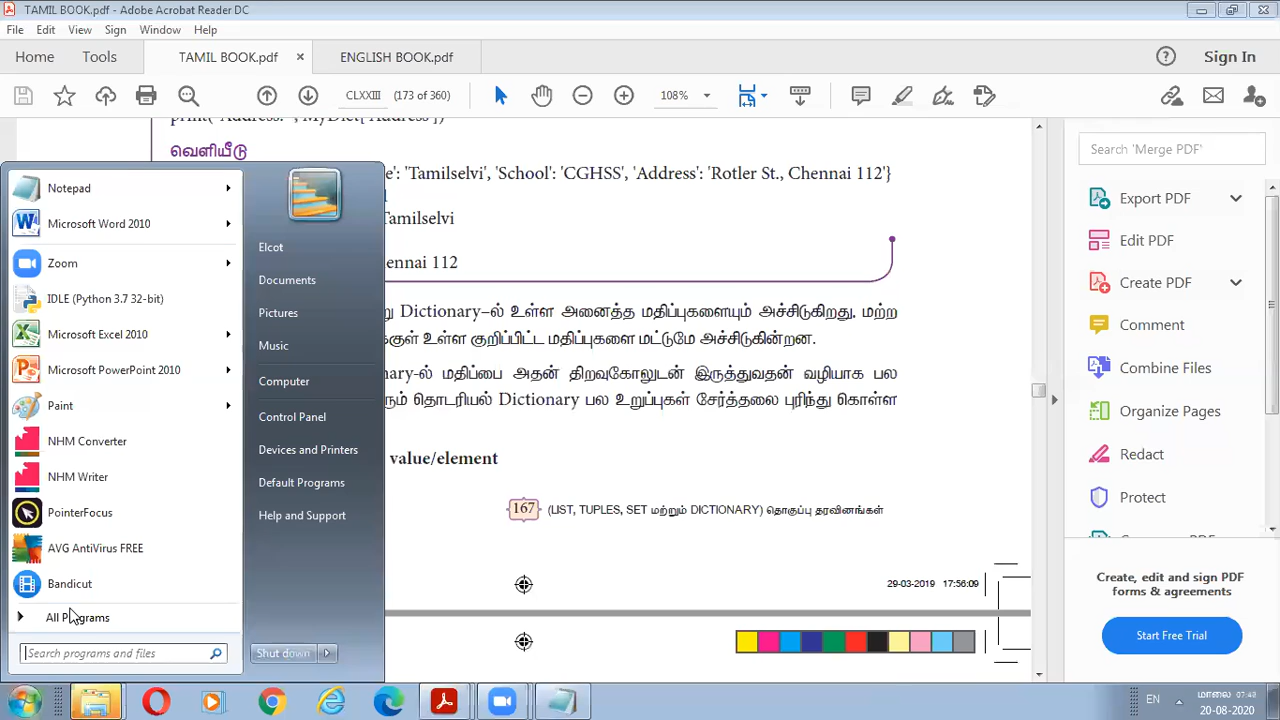 TAMIL BOOK.pdf - Adobe Acrobat Reader DC
File Edit View Sign Window Help
Home Tools TAMIL BOOK.pdf × ENGLISH BOOK.pdf Sign In
CLXXIII (173 of 360) 108%
print("Address: ", MyDict['Address'])
வெளியீடு
e': 'Tamilselvi', 'School': 'CGHSS', 'Address': 'Rotler St., Chennai 112'}
Tamilselvi
ennai 112
Dictionary–ல் உள்ள அனைத்த மதிப்புகளையும் அச்சிடுகிறது, மற்ற
க்குள் உள்ள குறிப்பிட்ட மதிப்புகளை மட்டுமே அச்சிடுகின்றன.
nary-ல் மதிப்பை அதன் திறவுகோலுடன் இருத்துவதன் வழியாக பல
ரும் தொடரியல் Dictionary பல உறுப்புகள் சேர்த்தலை புரிந்து கொள்ள
value/element
167 (LIST, TUPLES, SET மற்றும் DICTIONARY) தொகுப்பு தரவினங்கள்
29-03-2019 17:56:09
Notepad
Microsoft Word 2010
Zoom
IDLE (Python 3.7 32-bit)
Microsoft Excel 2010
Microsoft PowerPoint 2010
Paint
NHM Converter
NHM Writer
PointerFocus
AVG AntiVirus FREE
Bandicut
All Programs
Search programs and files
Elcot
Documents
Pictures
Music
Computer
Control Panel
Devices and Printers
Default Programs
Help and Support
Shut down
Search 'Merge PDF'
Export PDF
Edit PDF
Create PDF
Comment
Combine Files
Organize Pages
Redact
Protect
Create, edit and sign PDF
forms & agreements
Start Free Trial
EN
மாலை 07:43
20-08-2020